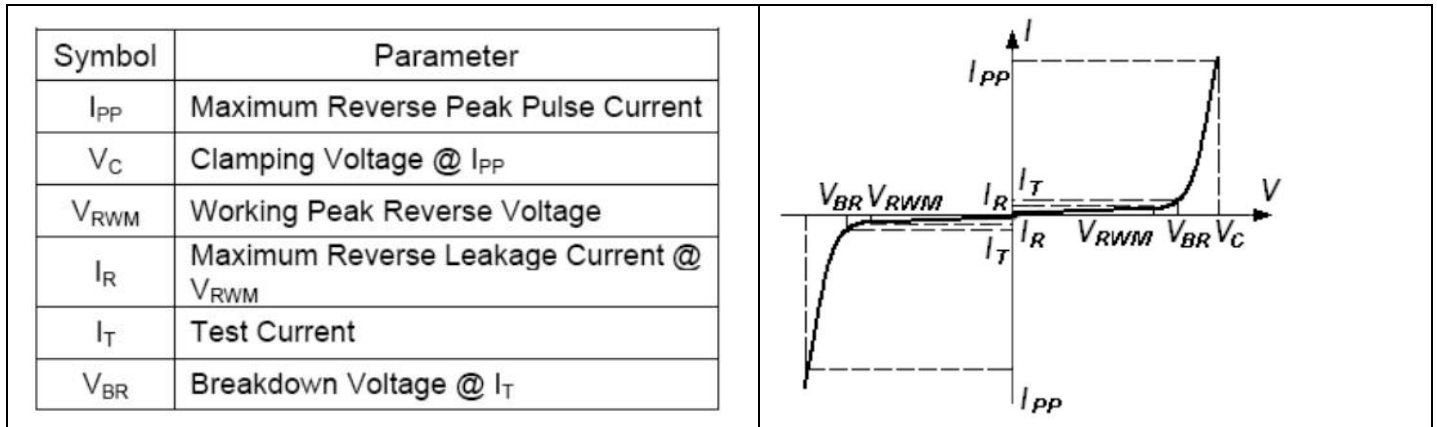 Symbol Parameter
IPP Maximum Reverse Peak Pulse Current
VC Clamping Voltage @ IPP
VRWM Working Peak Reverse Voltage
IR Maximum Reverse Leakage Current @
VRWM
IT Test Current
VBR Breakdown Voltage @ IT
I
IPP
VBR VRWM IR IT V
IT IR VRWM VBR VC
IPP